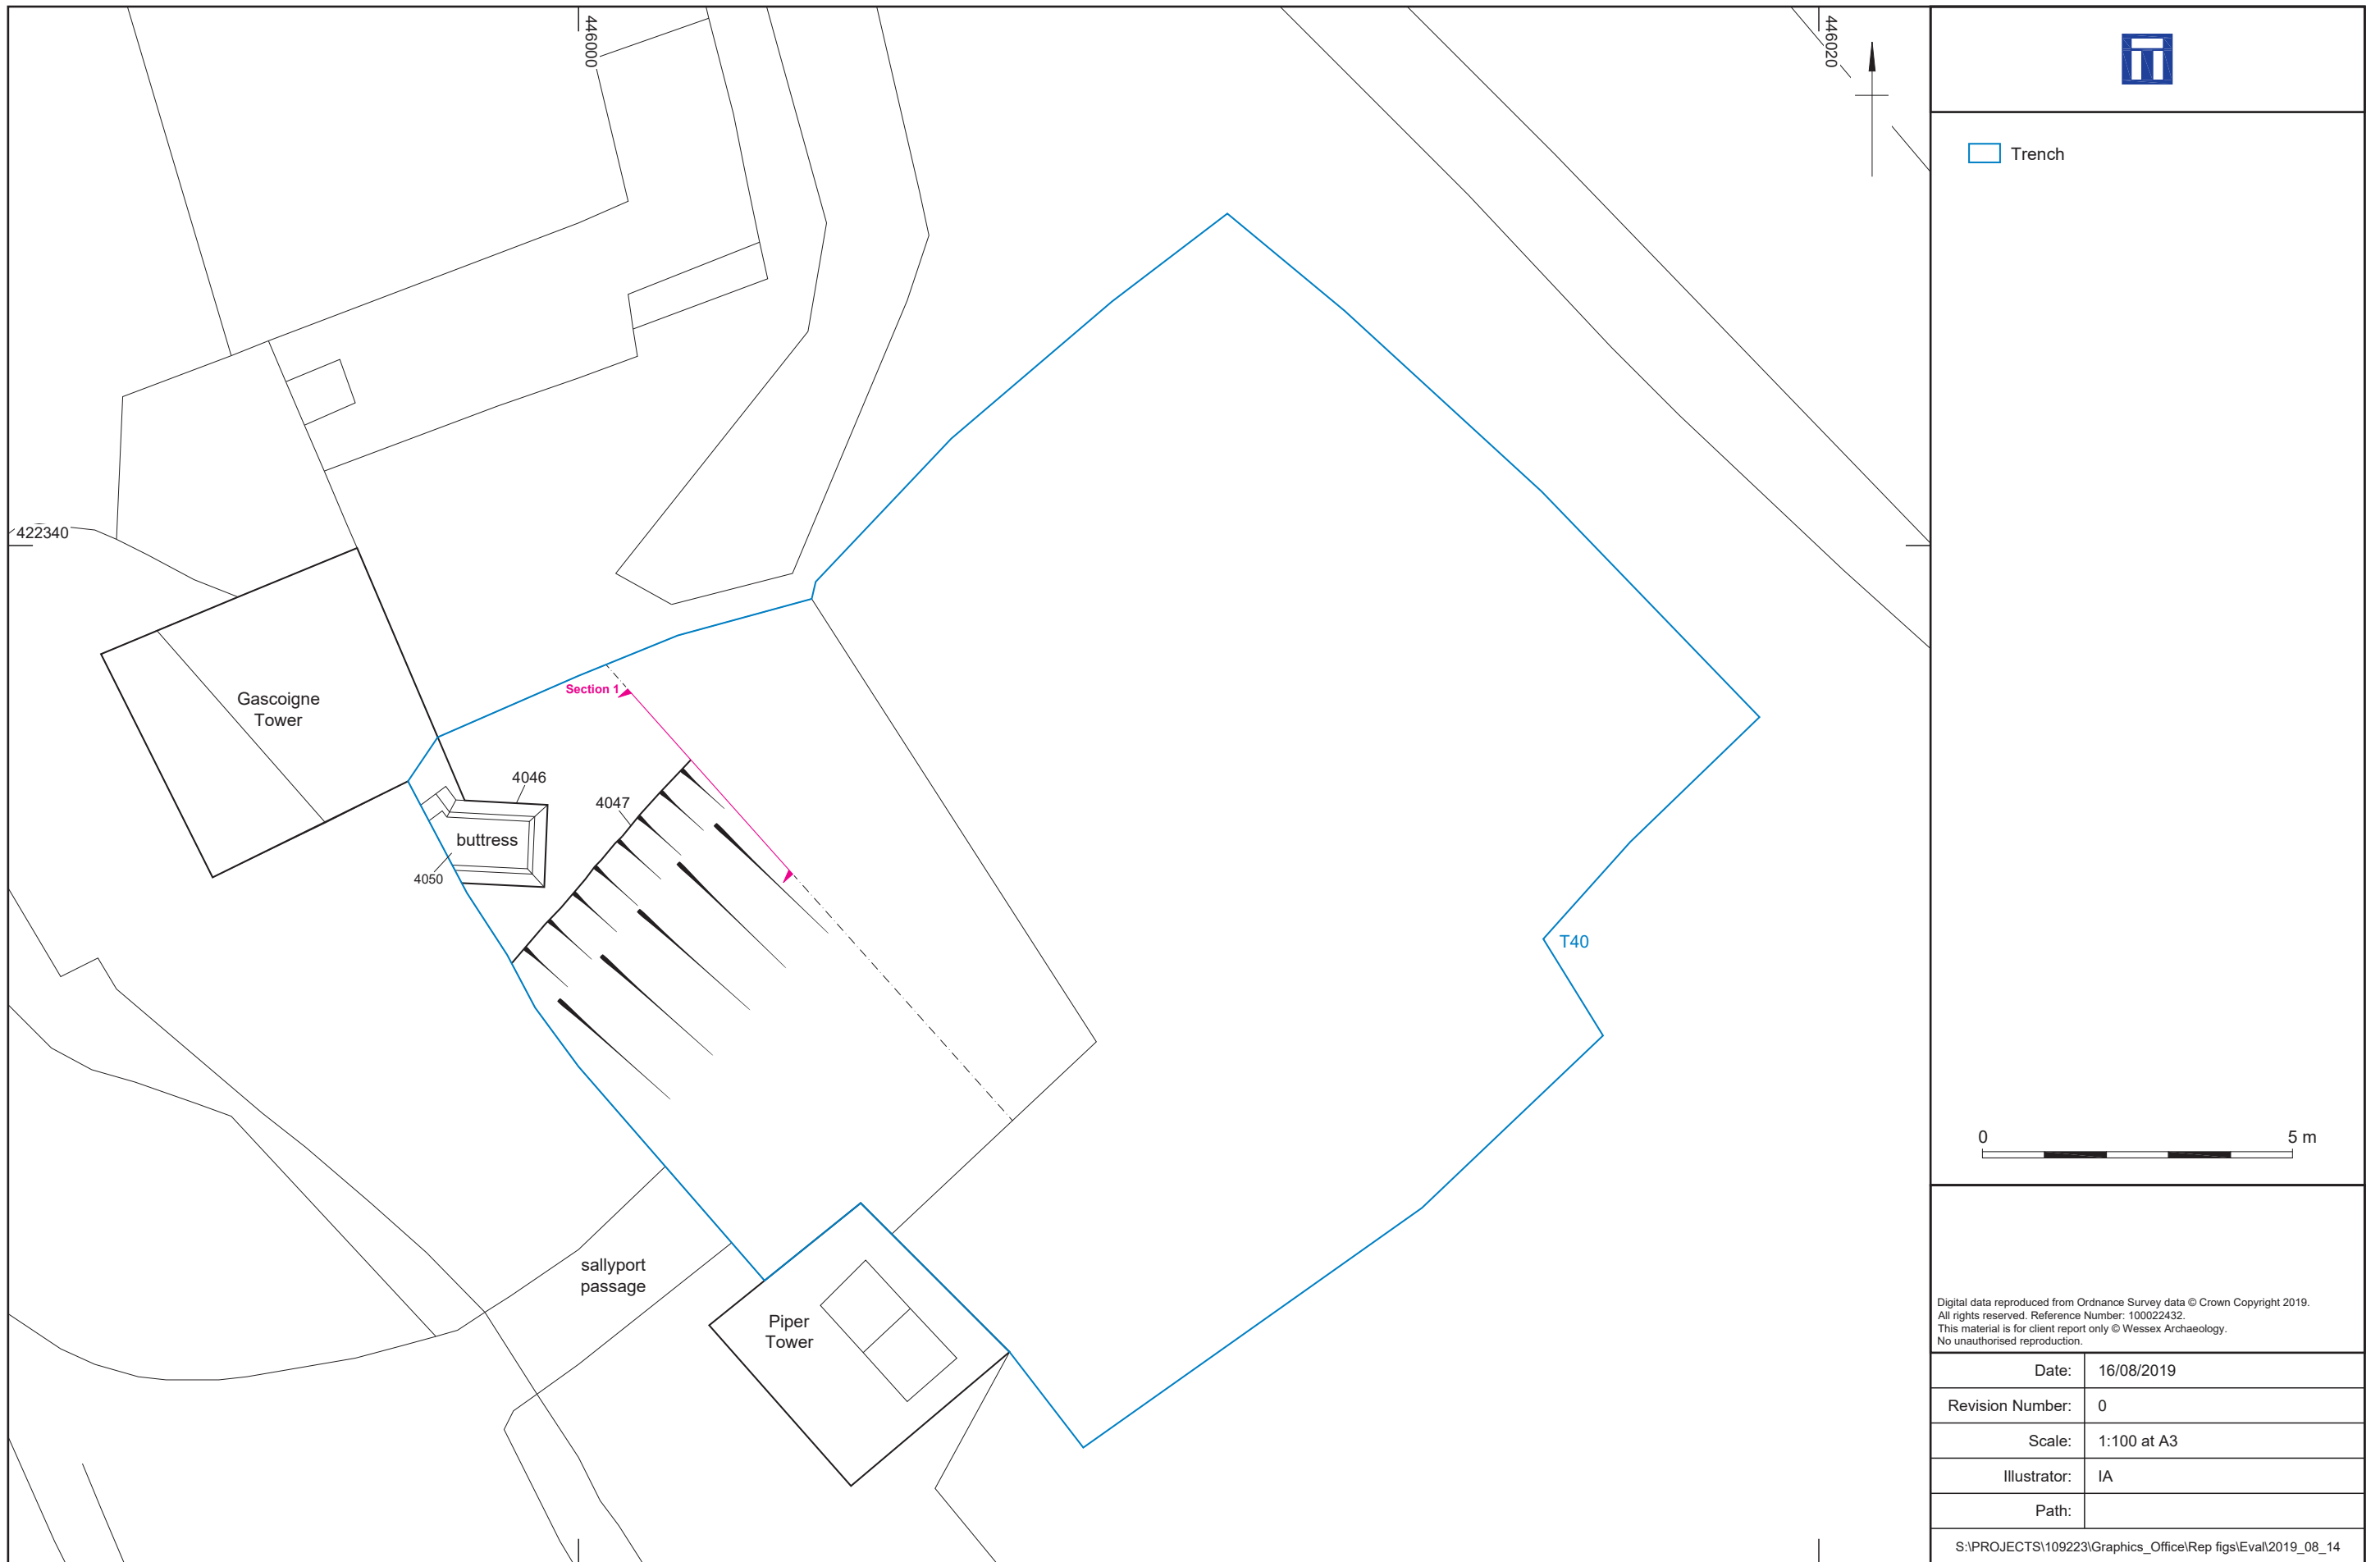 446000
446020
Trench
422340
Section 1
Gascoigne
Tower
4046
4047
buttress
4050
T40
0 5 m
sallyport
passage
Piper
Tower
Digital data reproduced from Ordnance Survey data © Crown Copyright 2019.
All rights reserved. Reference Number: 100022432.
This material is for client report only © Wessex Archaeology.
No unauthorised reproduction.
Date: 16/08/2019
Revision Number: 0
Scale: 1:100 at A3
Illustrator: IA
Path:
S:\PROJECTS\109223\Graphics_Office\Rep figs\Eval\2019_08_14